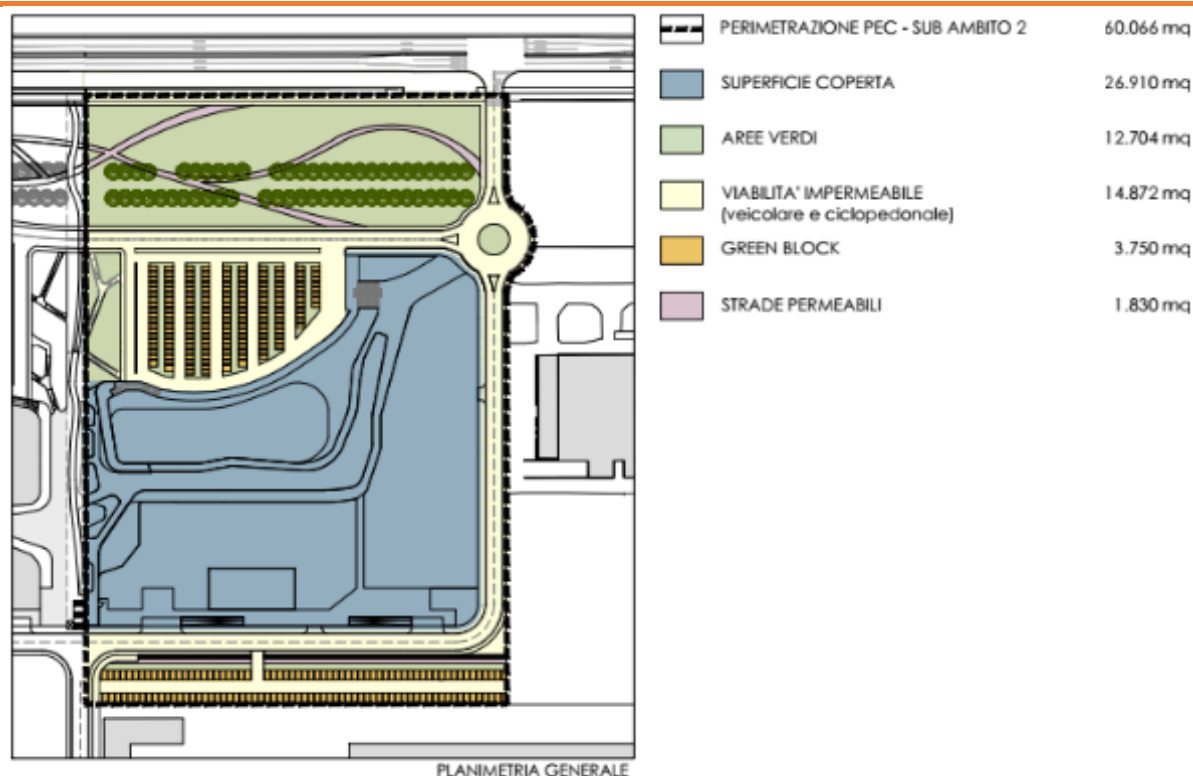 PERIMETRAZIONE PEC - SUB AMBITO 2 60.066 mq
SUPERFICIE COPERTA 26.910 mq
AREE VERDI 12.704 mq
VIABILITA' IMPERMEABILE 14.872 mq
(veicolare e ciclopedonale)
GREEN BLOCK 3.750 mq
STRADE PERMEABILI 1.830 mq
PLANIMETRIA GENERALE